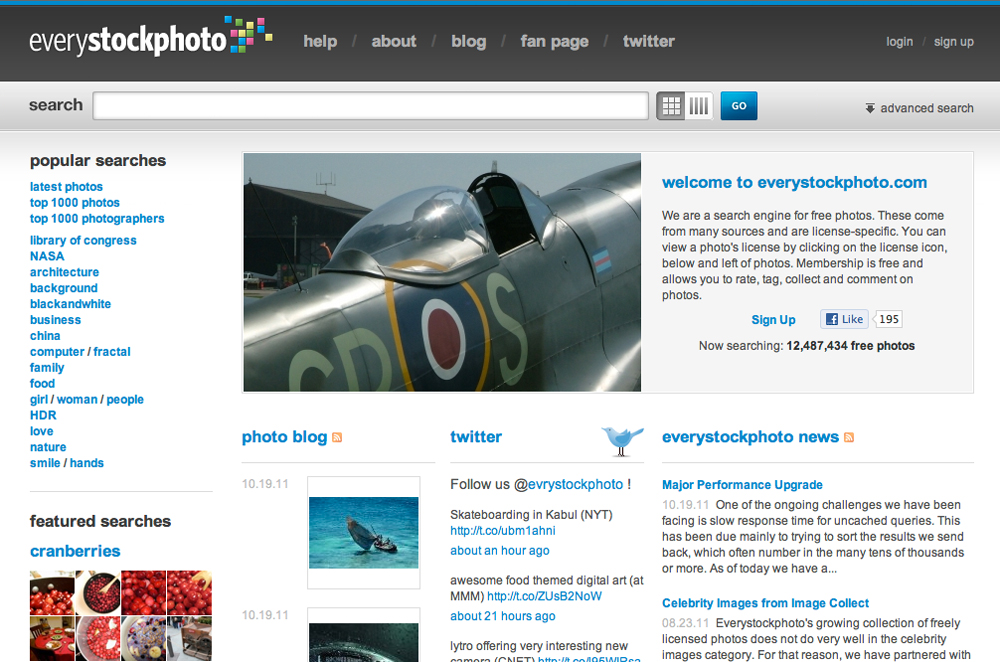 everystockphoto
help / about / blog / fan page / twitter
login / sign up
search
GO
advanced search
popular searches
latest photos
top 1000 photos
top 1000 photographers
library of congress
NASA
architecture
background
blackandwhite
business
china
computer / fractal
family
food
girl / woman / people
HDR
love
nature
smile / hands
featured searches
cranberries
S
welcome to everystockphoto.com
We are a search engine for free photos. These come
from many sources and are license-specific. You can
view a photo's license by clicking on the license icon,
below and left of photos. Membership is free and
allows you to rate, tag, collect and comment on
photos.
Sign Up
Like
195
Now searching: 12,487,434 free photos
photo blog
10.19.11
10.19.11
twitter
Follow us @evrystockphoto !
Skateboarding in Kabul (NYT)
http://t.co/ubm1ahni
about an hour ago
awesome food themed digital art (at
MMM) http://t.co/ZUsB2NoW
about 21 hours ago
lytro offering very interesting new
camera (CNET)
everystockphoto news
Major Performance Upgrade
10.19.11 One of the ongoing challenges we have been
facing is slow response time for uncached queries. This
has been due mainly to trying to sort the results we send
back, which often number in the many tens of thousands
or more. As of today we have a...
Celebrity Images from Image Collect
08.23.11 Everystockphoto's growing collection of freely
licensed photos does not do very well in the celebrity
images category. For that reason, we have partnered with